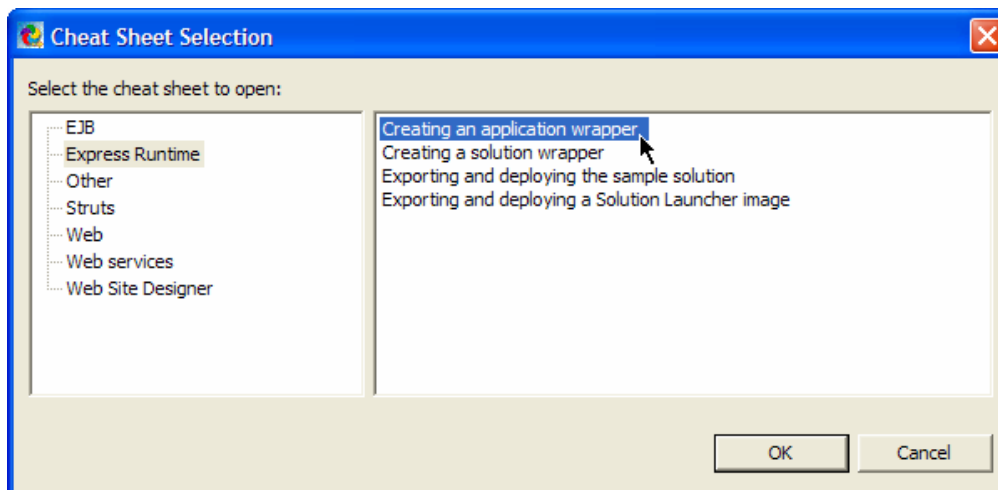 Cheat Sheet Selection
Select the cheat sheet to open:
EJB
Express Runtime
Other
Struts
Web
Web services
Web Site Designer
Creating an application wrapper
Creating a solution wrapper
Exporting and deploying the sample solution
Exporting and deploying a Solution Launcher image
OK
Cancel